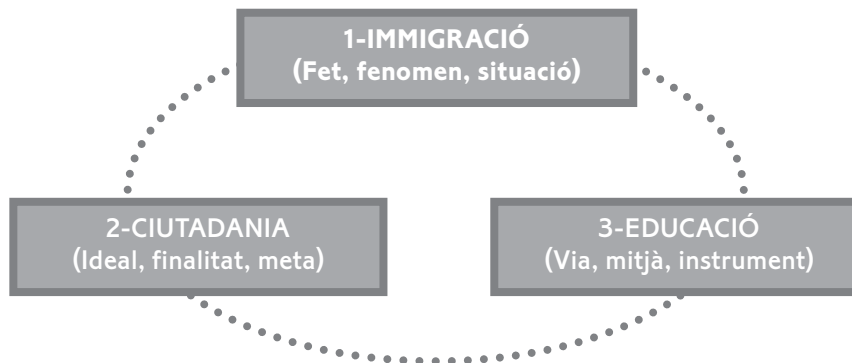 1-IMMIGRACIÓ
(Fet, fenomen, situació)
2-CIUTADANIA
(Ideal, finalitat, meta)
3-EDUCACIÓ
(Via, mitjà, instrument)